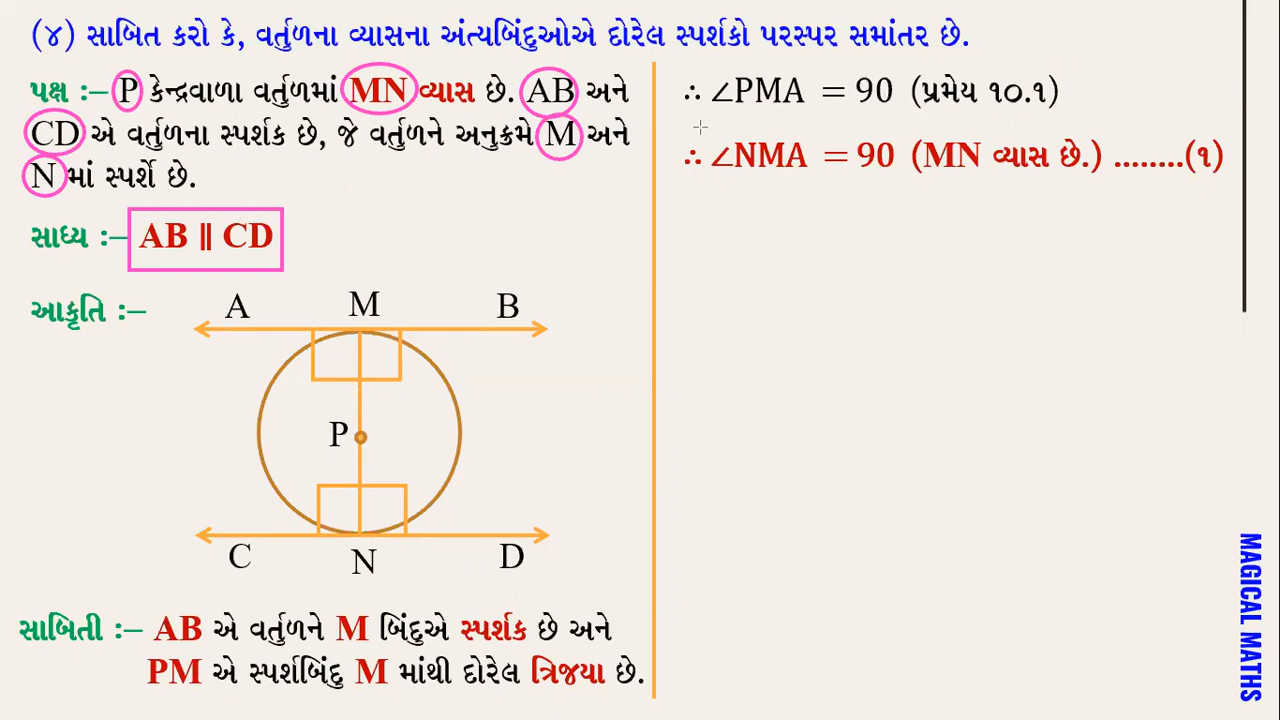 (૪) સાબિત કરો કે, વર્તુળના વ્યાસના અંત્યબિંદુઓએ દોરેલ સ્પર્શકો પરસ્પર સમાંતર છે.
પક્ષ :– P કેન્દ્રવાળા વર્તુળમાં MN વ્યાસ છે. AB અને
CD એ વર્તુળના સ્પર્શક છે, જે વર્તુળને અનુક્રમે M અને
N માં સ્પર્શે છે.
સાધ્ય :– AB ∥ CD
આકૃતિ :–
A M B
P
C N D
સાબિતી :– AB એ વર્તુળને M બિંદુએ સ્પર્શક છે અને
PM એ સ્પર્શબિંદુ M માંથી દોરેલ ત્રિજ્યા છે.
∴ ∠PMA = 90 (પ્રમેય ૧૦.૧)
∴ ∠NMA = 90 (MN વ્યાસ છે.) ........(૧)
MAGICAL MATHS